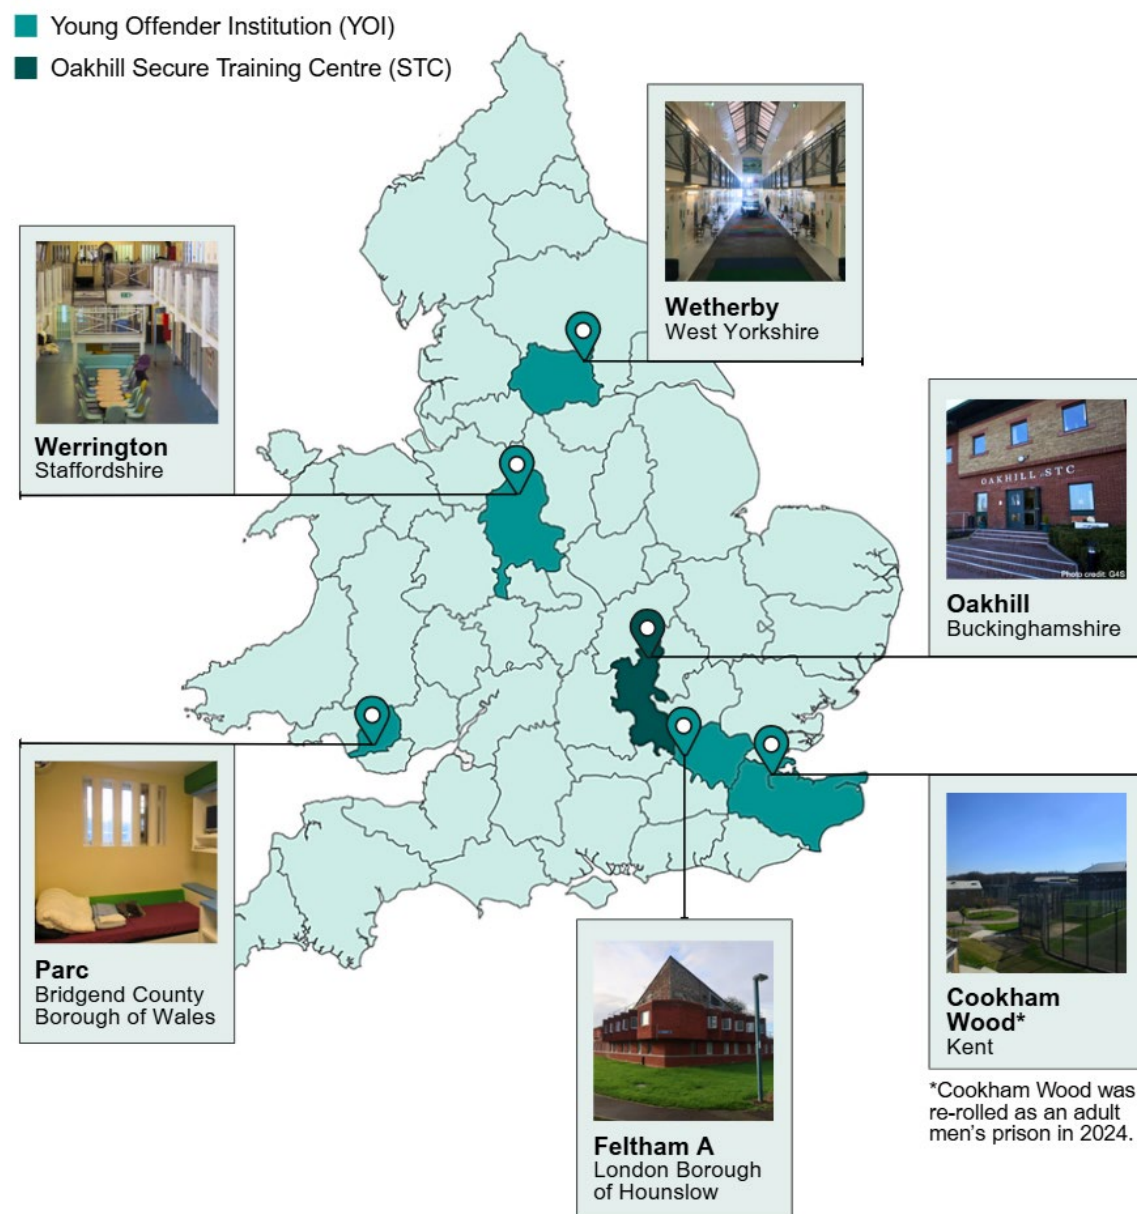 Young Offender Institution (YOI)
Oakhill Secure Training Centre (STC)
Wetherby
West Yorkshire
Werrington
Staffordshire
OAKHILL STC
Photo credit: G4S
Oakhill
Buckinghamshire
Parc
Bridgend County
Borough of Wales
Feltham A
London Borough
of Hounslow
Cookham
Wood*
Kent
*Cookham Wood was
re-rolled as an adult
men's prison in 2024.